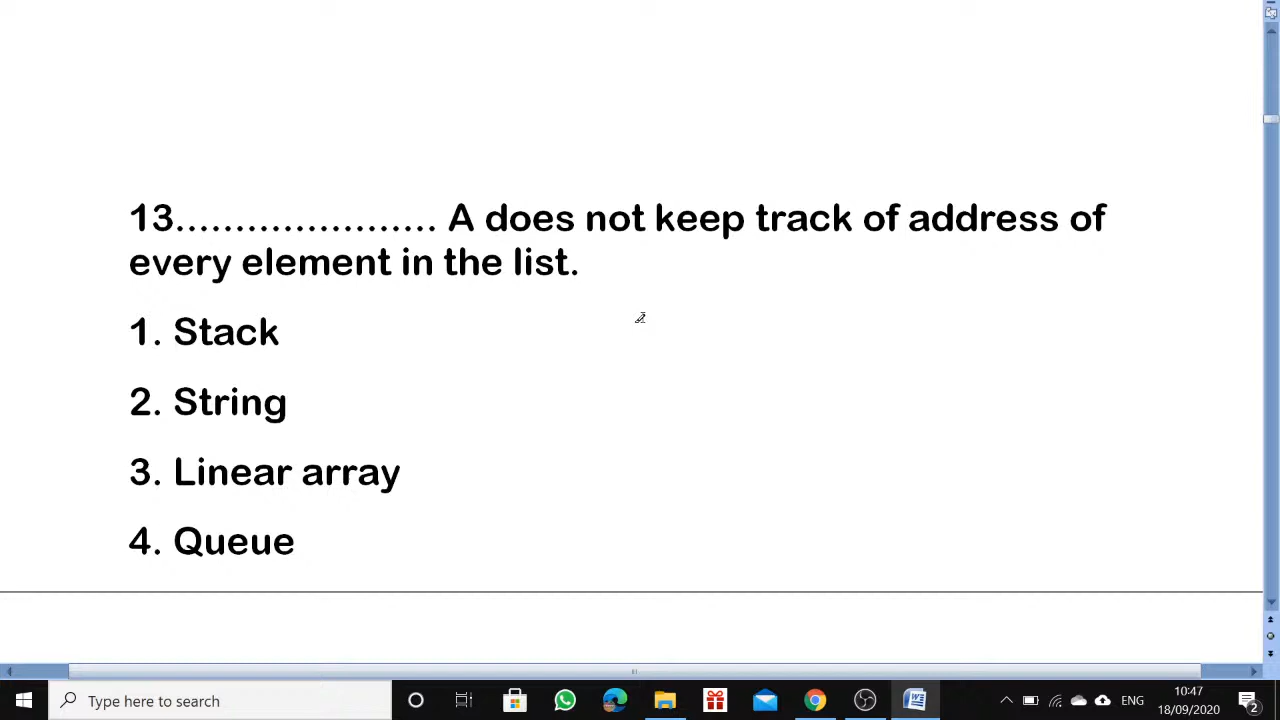 13...................... A does not keep track of address of
every element in the list.
1. Stack
2. String
3. Linear array
4. Queue
Type here to search
ENG
10:47
18/09/2020
2